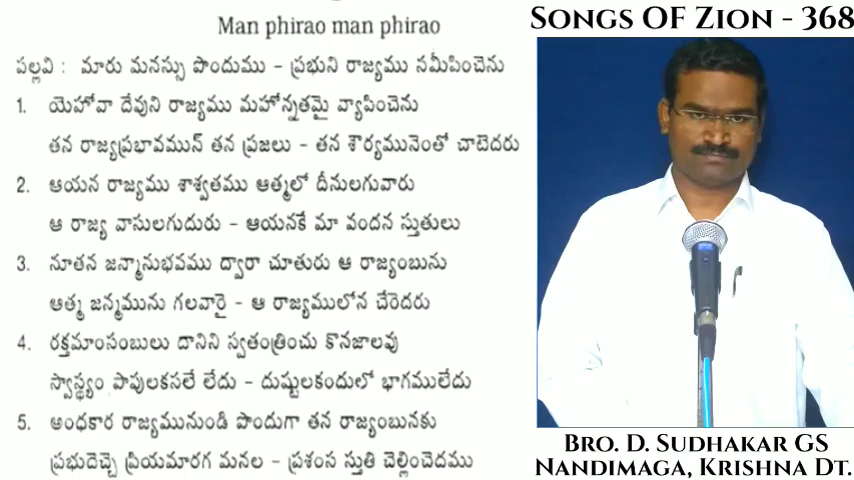 Man phirao man phirao
పల్లవి : మారు మనస్సు పొందుము – ప్రభుని రాజ్యము సమీపించెను
1. యెహోవా దేవుని రాజ్యము మహోన్నతమై వ్యాపించెను
తన రాజ్యప్రభావమున్ తన ప్రజలు – తన శౌర్యమునెంతో చాటెదరు
2. ఆయన రాజ్యము శాశ్వతము ఆత్మలో దీనులగువారు
ఆ రాజ్య వాసులగుదురు – ఆయనకే మా వందన స్తుతులు
3. నూతన జన్మానుభవము ద్వారా చూతురు ఆ రాజ్యంబును
ఆత్మ జన్మమును గలవారై – ఆ రాజ్యములోన చేరెదరు
4. రక్తమాంసంబులు దానిని స్వతంత్రించు కొనజాలవు
స్వాస్థ్యం పాపులకసలే లేదు – దుష్టులకందులో భాగములేదు
5. అంధకార రాజ్యమునుండి పొందుగా తన రాజ్యంబునకు
ప్రభుదెచ్చె ప్రియమారగ మనల – ప్రశంస స్తుతి చెల్లించెదము
SONGS OF ZION - 368
BRO. D. SUDHAKAR GS
NANDIMAGA, KRISHNA DT.